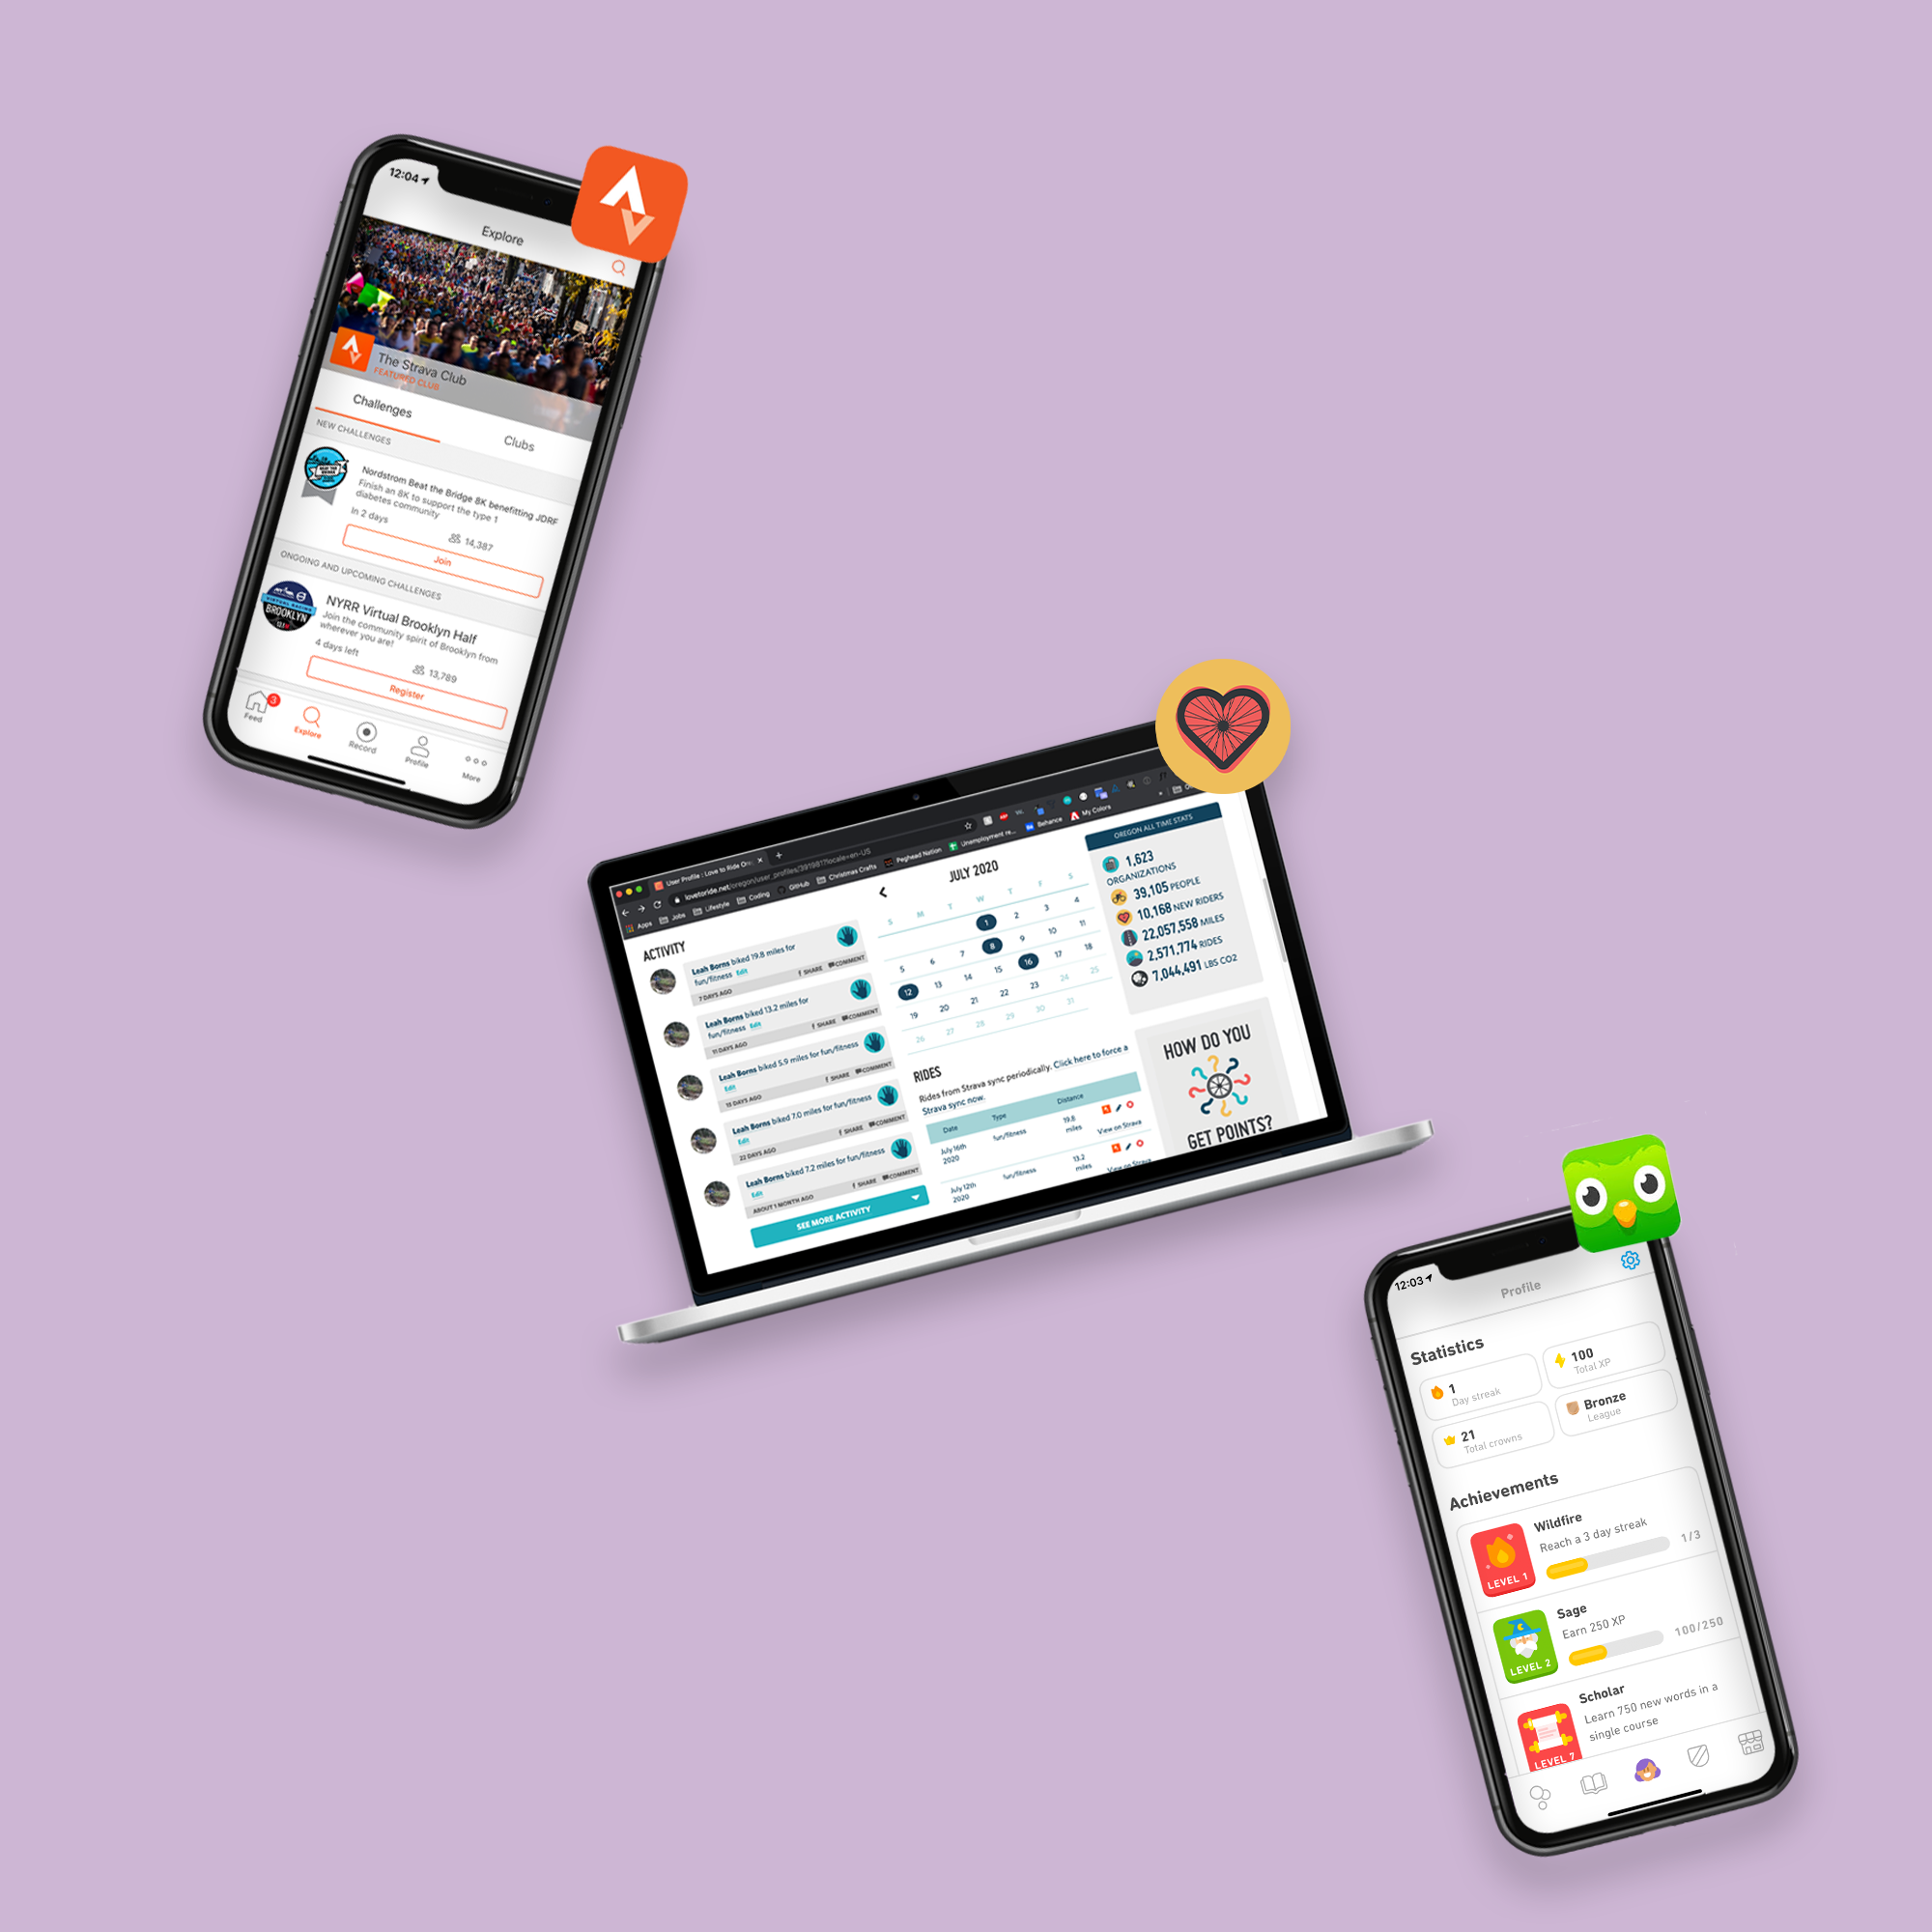 12:04
Explore
The Strava Club
FEATURED CLUB
Challenges
Clubs
NEW CHALLENGES
Nordstrom Beat the Bridge 8K benefitting JDRF
Finish an 8K to support the type 1
diabetes community
In 2 days
14,387
Join
ONGOING AND UPCOMING CHALLENGES
BROOKLYN
NYRR Virtual Brooklyn Half
Join the community spirit of Brooklyn from
wherever you are!
4 days left
13,789
Register
3
Feed
Explore
Record
Profile
More
User Profile : Love to Ride Ore
lovetoride.net/oregon/user_profiles/391981?locale=en-US
Apps
Jobs
Lifestyle
Coding
GitHub
Christmas Crafts
Peghead Nation
Unemployment re...
Behance
My Colors
ACTIVITY
Leah Borns biked 19.8 miles for
fun/fitness Edit
7 DAYS AGO
SHARE
COMMENT
Leah Borns biked 13.2 miles for
fun/fitness Edit
11 DAYS AGO
SHARE
COMMENT
Leah Borns biked 5.9 miles for fun/fitness
Edit
15 DAYS AGO
SHARE
COMMENT
Leah Borns biked 7.0 miles for fun/fitness
Edit
22 DAYS AGO
SHARE
COMMENT
Leah Borns biked 7.2 miles for fun/fitness
Edit
ABOUT 1 MONTH AGO
SHARE
COMMENT
SEE MORE ACTIVITY
JULY 2020
S M T W T F S
1 2 3 4
5 6 7 8 9 10 11
12 13 14 15 16 17 18
19 20 21 22 23 24 25
26 27 28 29 30 31
RIDES
Rides from Strava sync periodically. Click here to force a
Strava sync now.
Date Type Distance
July 16th
2020
fun/fitness
19.8
miles
View on Strava
July 12th
2020
fun/fitness
13.2
miles
View on Strava
OREGON ALL TIME STATS
1,623
ORGANIZATIONS
39,105 PEOPLE
10,168 NEW RIDERS
22,057,558 MILES
2,571,774 RIDES
7,044,491 LBS CO2
HOW DO YOU
GET POINTS?
12:03
Profile
Statistics
1
Day streak
100
Total XP
21
Total crowns
Bronze
League
Achievements
Wildfire
Reach a 3 day streak
1/3
LEVEL 1
Sage
Earn 250 XP
100/250
LEVEL 2
Scholar
Learn 750 new words in a
single course
LEVEL 7